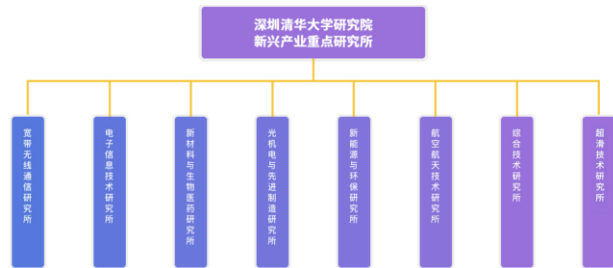 深圳清华大学研究院
新兴产业重点研究所
宽带无线通信研究所
电子信息技术研究所
新材料与生物医药研究所
光机电与先进制造研究所
新能源与环保研究所
航空航天技术研究所
综合技术研究所
超滑技术研究所